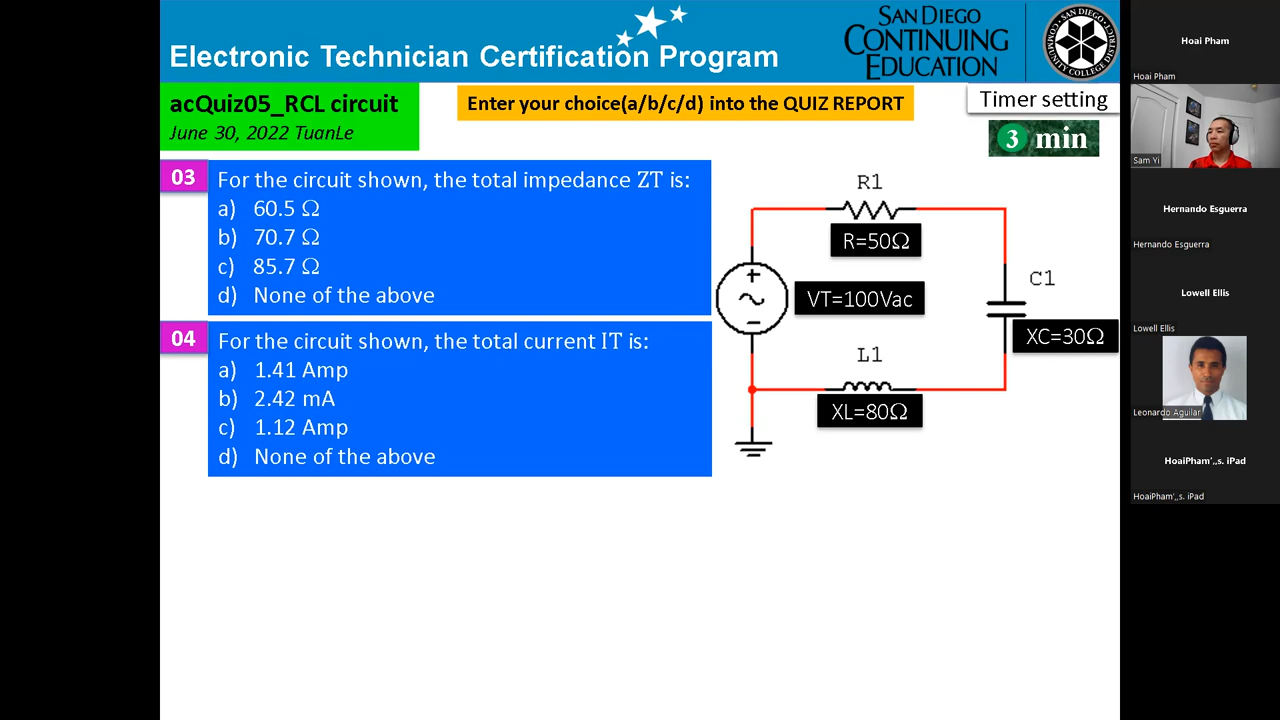 Electronic Technician Certification Program
SAN DIEGO
CONTINUING
EDUCATION
SAN DIEGO
COMMUNITY COLLEGE DISTRICT
acQuiz05_RCL circuit
June 30, 2022 TuanLe
Enter your choice(a/b/c/d) into the QUIZ REPORT
Timer setting
3 min
03
For the circuit shown, the total impedance ZT is:
a) 60.5 Ω
b) 70.7 Ω
c) 85.7 Ω
d) None of the above
04
For the circuit shown, the total current IT is:
a) 1.41 Amp
b) 2.42 mA
c) 1.12 Amp
d) None of the above
R1
R=50Ω
VT=100Vac
C1
XC=30Ω
L1
XL=80Ω
Hoai Pham
Hoai Pham
Sam Yi
Hernando Esguerra
Hernando Esguerra
Lowell Ellis
Lowell Ellis
Leonardo Aguilar
HoaiPham’,,s. iPad
HoaiPham’,,s. iPad